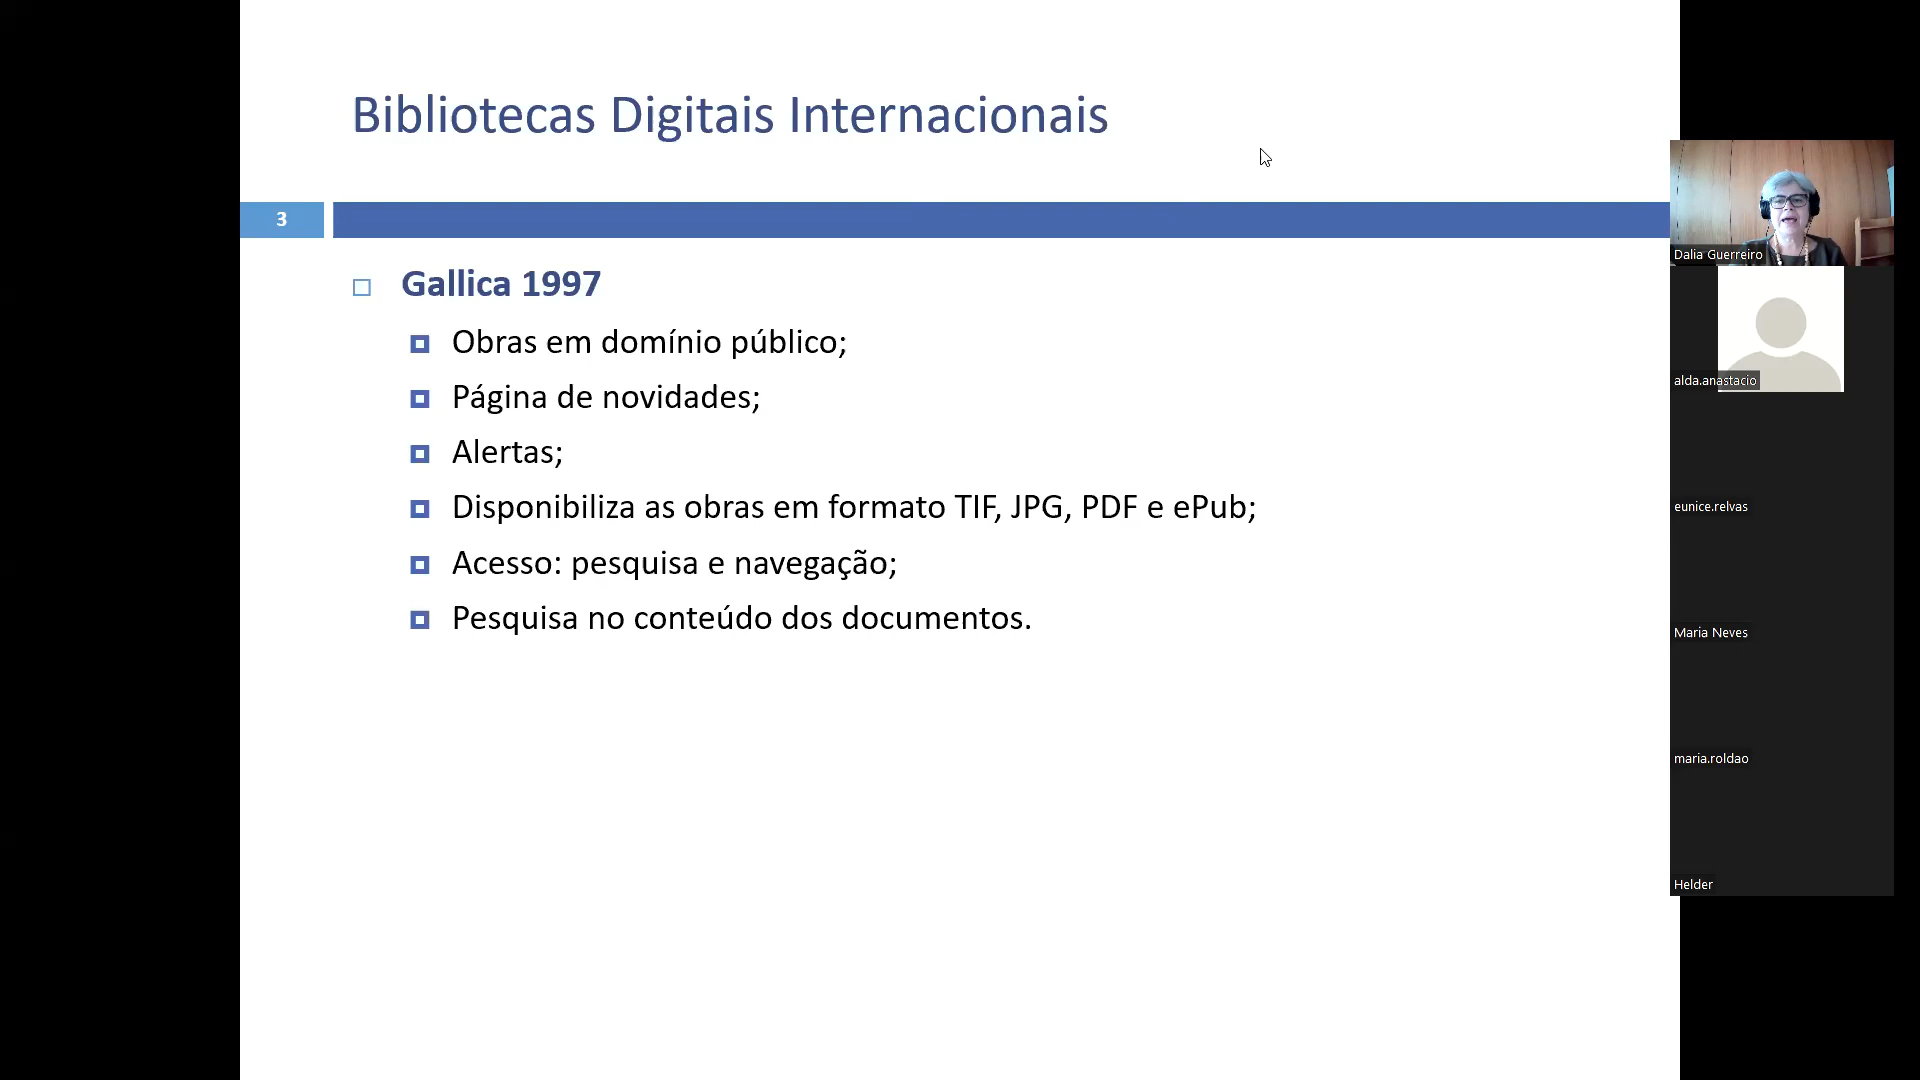 Bibliotecas Digitais Internacionais
3
Gallica 1997
Obras em domínio público;
Página de novidades;
Alertas;
Disponibiliza as obras em formato TIF, JPG, PDF e ePub;
Acesso: pesquisa e navegação;
Pesquisa no conteúdo dos documentos.
Dalia Guerreiro
alda.anastacio
eunice.relvas
Maria Neves
maria.roldao
Helder